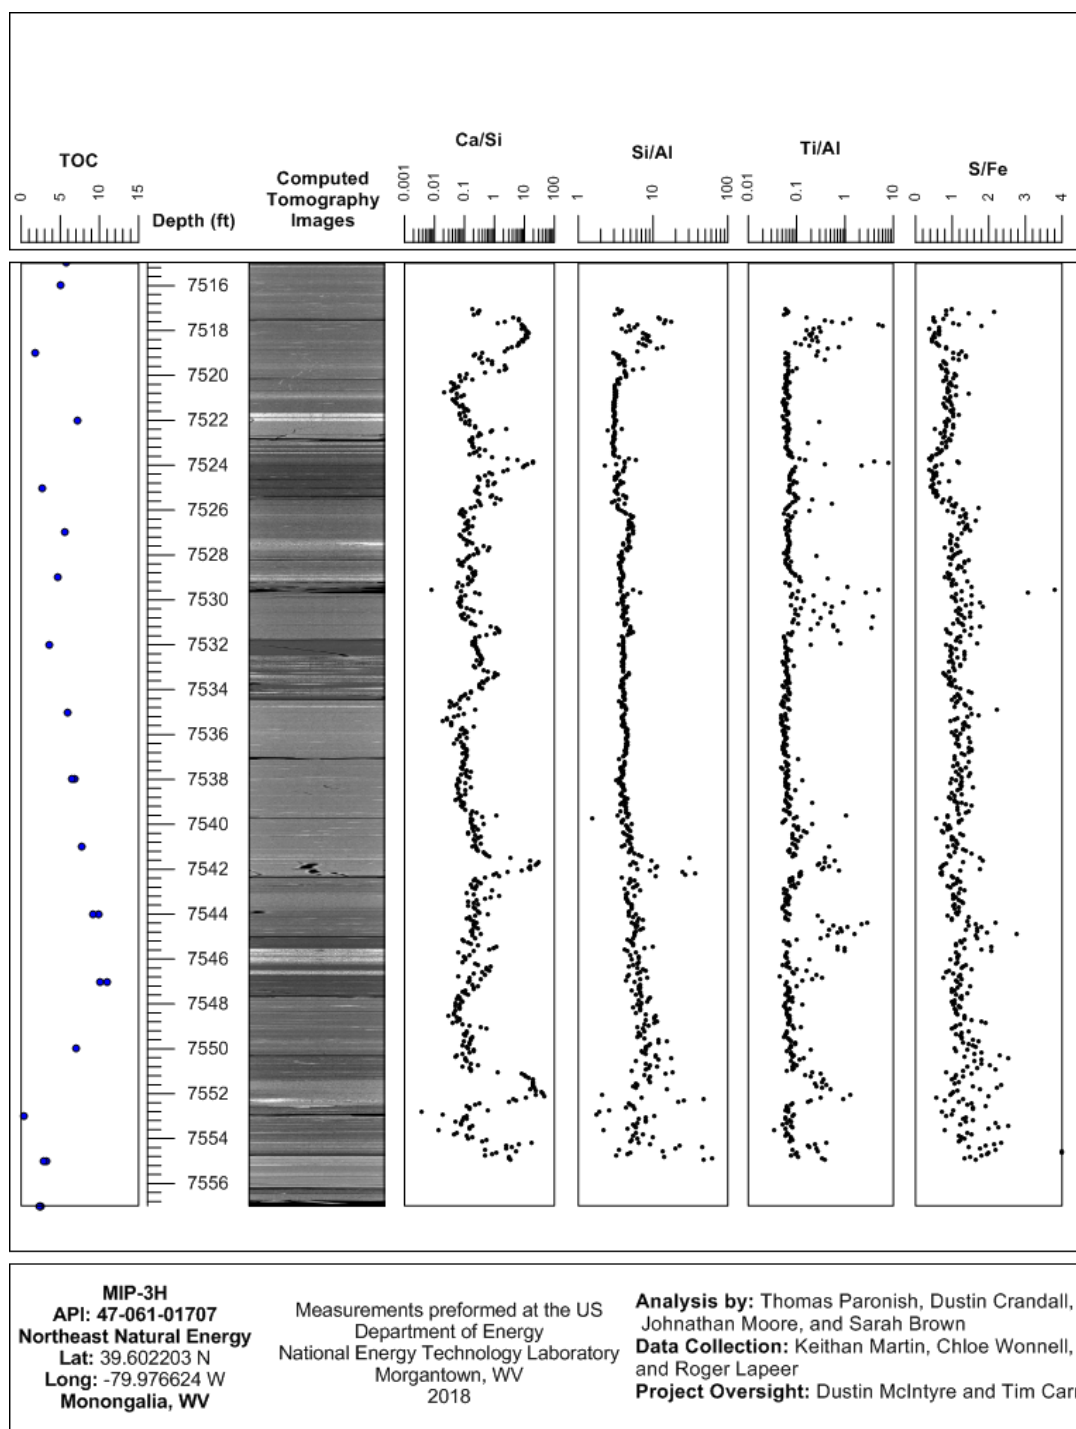 TOC
0 5 10 15
Depth (ft)
Computed
Tomography
Images
Ca/Si
0.001 0.01 0.1 1 10 100
Si/Al
1 10 100
Ti/Al
0.01 0.1 1 10
S/Fe
0 1 2 3 4
7516
7518
7520
7522
7524
7526
7528
7530
7532
7534
7536
7538
7540
7542
7544
7546
7548
7550
7552
7554
7556
MIP-3H
API: 47-061-01707
Northeast Natural Energy
Lat: 39.602203 N
Long: -79.976624 W
Monongalia, WV
Measurements preformed at the US
Department of Energy
National Energy Technology Laboratory
Morgantown, WV
2018
Analysis by: Thomas Paronish, Dustin Crandall,
Johnathan Moore, and Sarah Brown
Data Collection: Keithan Martin, Chloe Wonnell,
and Roger Lapeer
Project Oversight: Dustin McIntyre and Tim Car